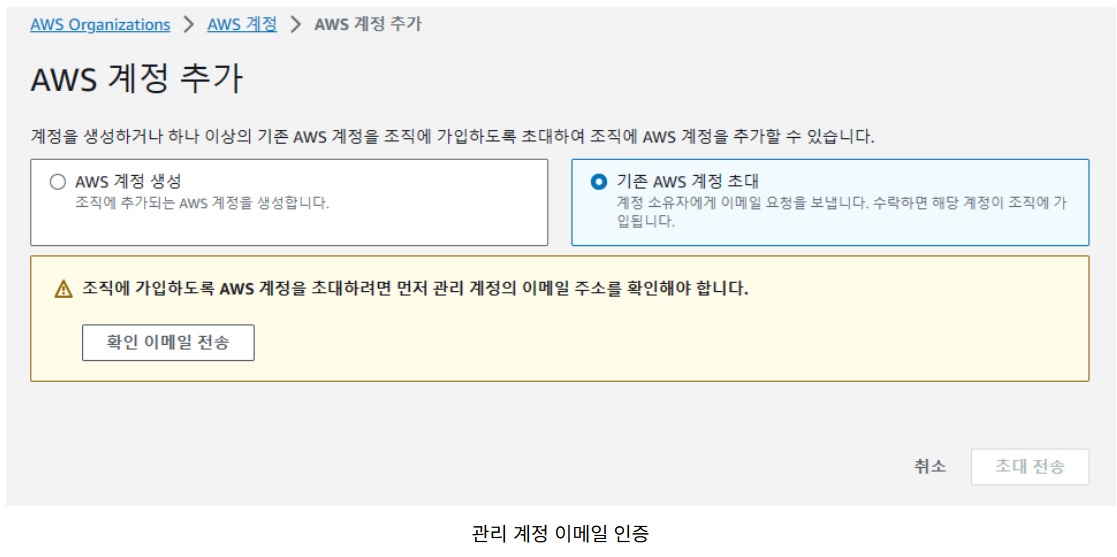 AWS Organizations > AWS 계정 > AWS 계정 추가
AWS 계정 추가
계정을 생성하거나 하나 이상의 기존 AWS 계정을 조직에 가입하도록 초대하여 조직에 AWS 계정을 추가할 수 있습니다.
AWS 계정 생성
조직에 추가되는 AWS 계정을 생성합니다.
기존 AWS 계정 초대
계정 소유자에게 이메일 요청을 보냅니다. 수락하면 해당 계정이 조직에 가
입됩니다.
조직에 가입하도록 AWS 계정을 초대하려면 먼저 관리 계정의 이메일 주소를 확인해야 합니다.
확인 이메일 전송
취소 초대 전송
관리 계정 이메일 인증